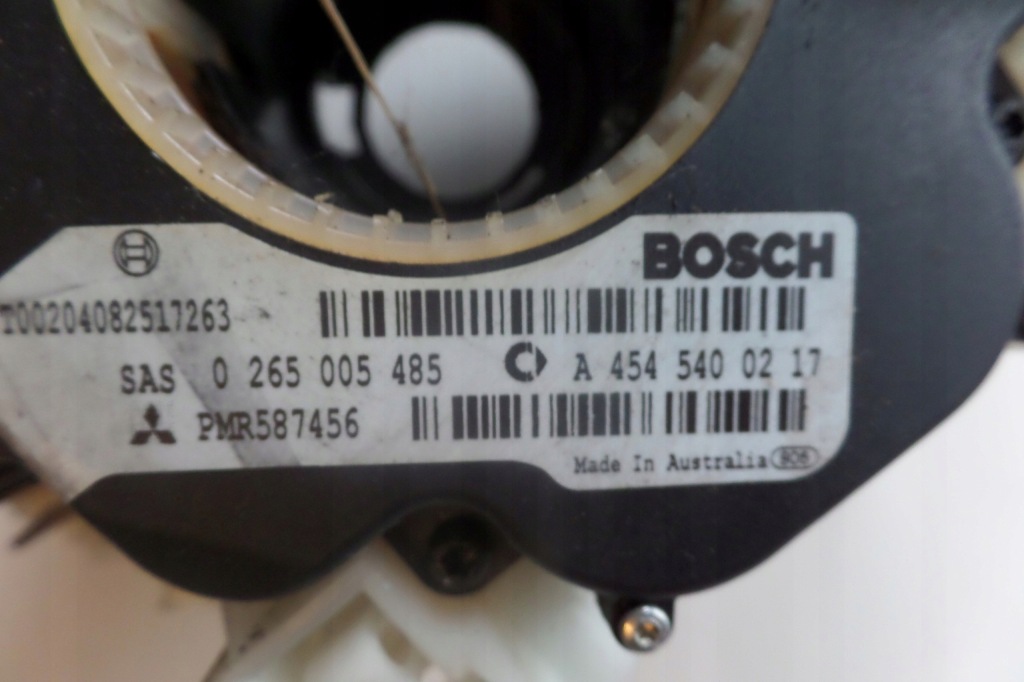 BOSCH
T00204082517263
SAS 0 265 005 485 A 454 540 02 17
PMR587456
Made In Australia